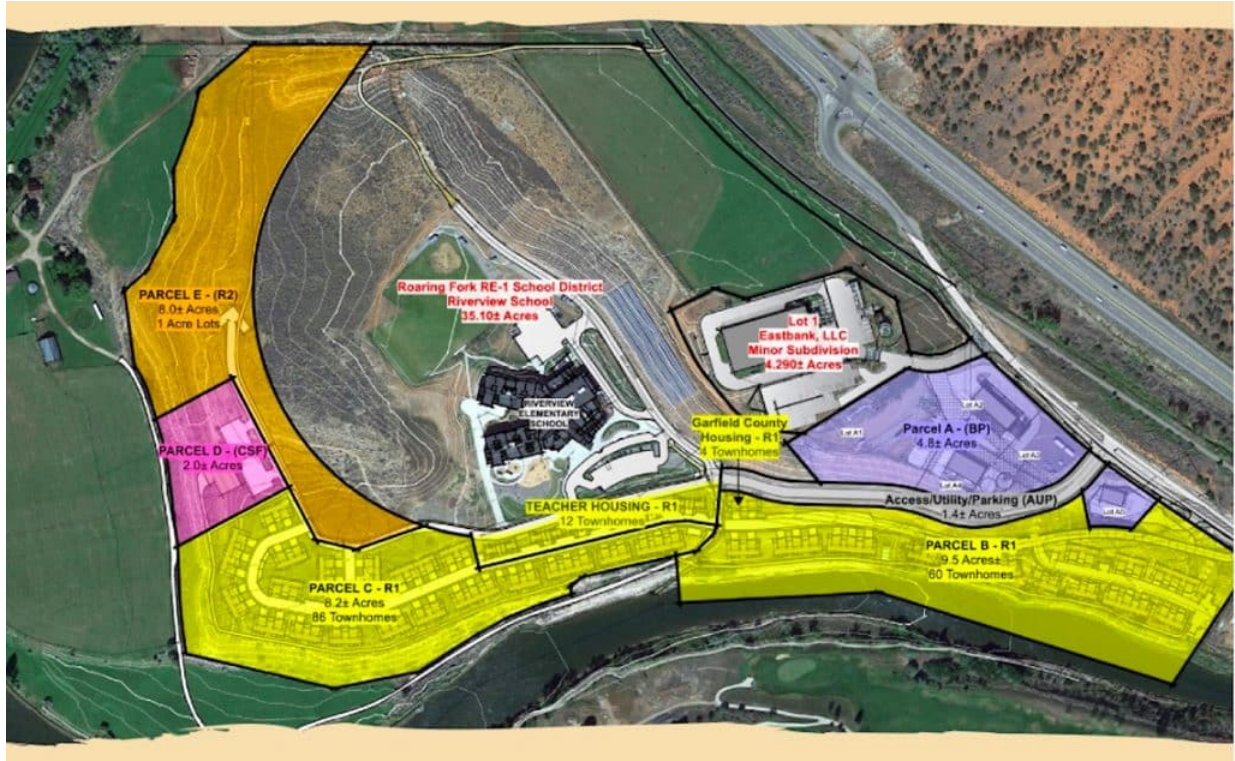 PARCEL E - (R2)
8.0± Acres
1 Acre Lots
Roaring Fork RE-1 School District
Riverview School
35.10± Acres
Lot 1
Eastbank, LLC
Minor Subdivision
4.290± Acres
RIVERVIEW
ELEMENTARY
SCHOOL
Garfield County
Housing - R1
4 Townhomes
Lot A2
Lot A1
Parcel A - (BP)
4.8± Acres
Lot A3
Lot A4
PARCEL D - (CSF)
2.0± Acres
Access/Utility/Parking (AUP)
1.4± Acres
Lot A5
TEACHER HOUSING - R1
12 Townhomes
PARCEL B - R1
9.5 Acres±
60 Townhomes
PARCEL C - R1
8.2± Acres
86 Townhomes